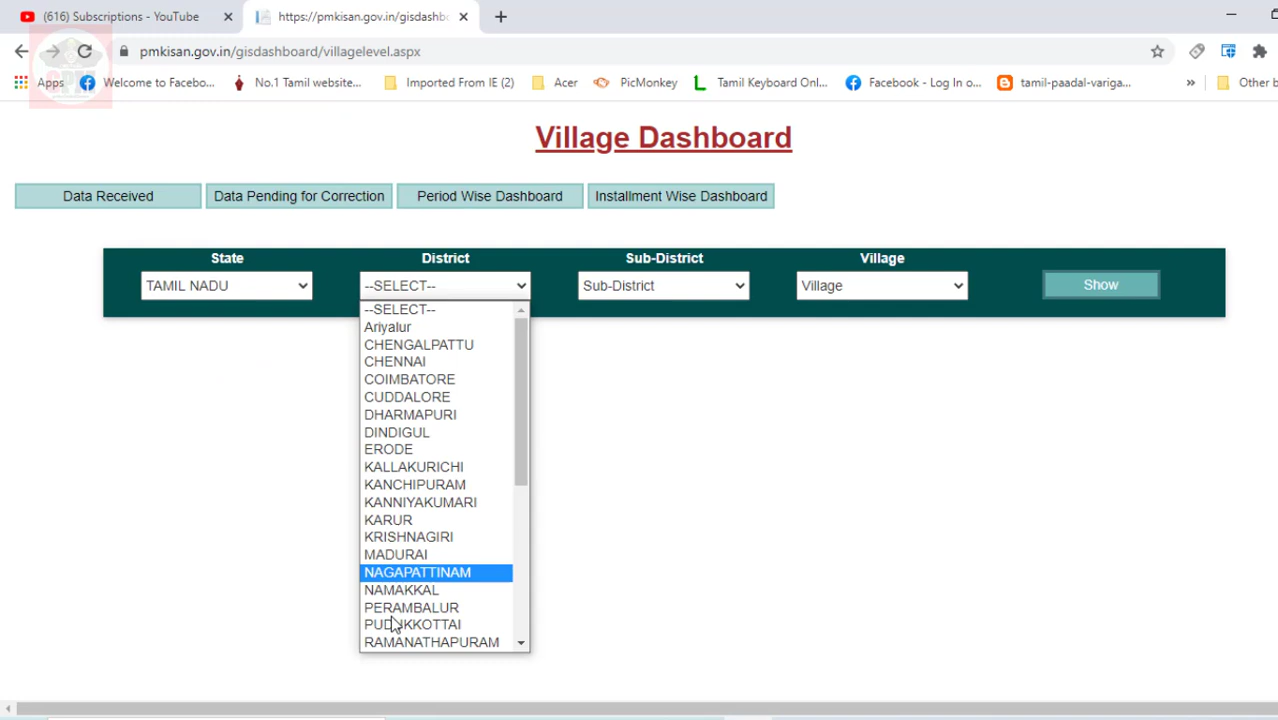 (616) Subscriptions - YouTube
https://pmkisan.gov.in/gisdashbo
pmkisan.gov.in/gisdashboard/villagelevel.aspx
Apps
Welcome to Facebo...
No.1 Tamil website...
Imported From IE (2)
Acer
PicMonkey
Tamil Keyboard Onl...
Facebook - Log In o...
tamil-paadal-variga...
»
Other b
Village Dashboard
Data Received
Data Pending for Correction
Period Wise Dashboard
Installment Wise Dashboard
State
District
Sub-District
Village
TAMIL NADU
--SELECT--
Sub-District
Village
Show
--SELECT--
Ariyalur
CHENGALPATTU
CHENNAI
COIMBATORE
CUDDALORE
DHARMAPURI
DINDIGUL
ERODE
KALLAKURICHI
KANCHIPURAM
KANNIYAKUMARI
KARUR
KRISHNAGIRI
MADURAI
NAGAPATTINAM
NAMAKKAL
PERAMBALUR
PUDUKKOTTAI
RAMANATHAPURAM